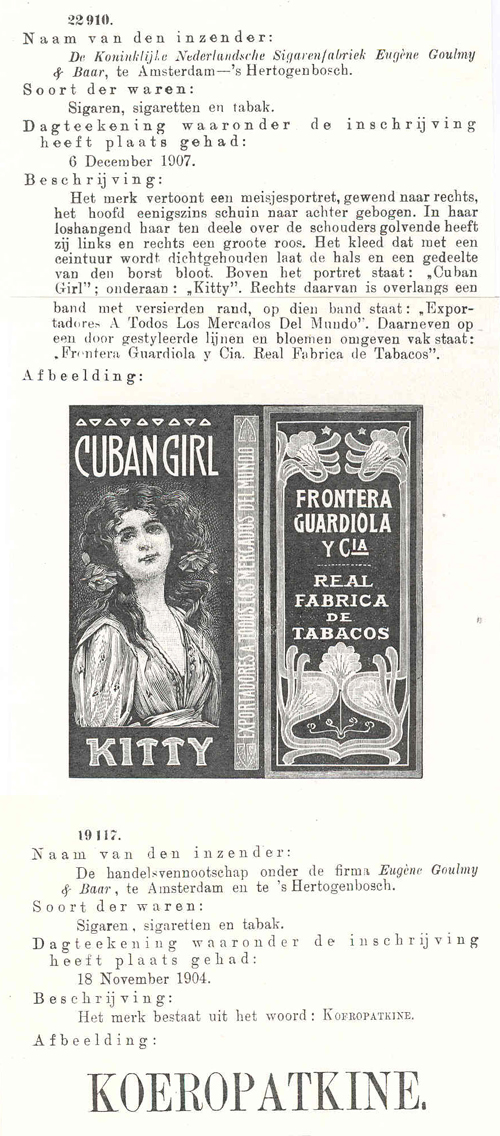 22910.
Naam van den inzender:
De Koninklijke Nederlandsche Sigarenfabriek Eugène Goulmy
& Baar, te Amsterdam—'s Hertogenbosch.
Soort der waren:
Sigaren, sigaretten en tabak.
Dagteekening waaronder de inschrijving
heeft plaats gehad:
6 December 1907.
Beschrijving:
Het merk vertoont een meisjesportret, gewend naar rechts,
het hoofd eenigszins schuin naar achter gebogen. In haar
loshangend haar ten deele over de schouders golvende heeft
zij links en rechts een groote roos. Het kleed dat met een
ceintuur wordt dichtgehouden laat de hals en een gedeelte
van den borst bloot. Boven het portret staat: „Cuban
Girl”; onderaan: „Kitty”. Rechts daarvan is overlangs een
band met versierden rand, op dien band staat: „Expor-
tadores A Todos Los Mercados Del Mundo”. Daarneven op
een door gestyleerde lijnen en bloemen omgeven vak staat:
„Frontera Guardiola y Cia. Real Fabrica de Tabacos”.
Afbeelding:
CUBAN GIRL
KITTY
EXPORTADORES A TODOS LOS MERCADOS DEL MUNDO
FRONTERA
GUARDIOLA
Y CIA
REAL
FABRICA
DE
TABACOS
19117.
Naam van den inzender:
De handelsvennootschap onder de firma Eugène Goulmy
& Baar, te Amsterdam en te 's Hertogenbosch.
Soort der waren:
Sigaren, sigaretten en tabak.
Dagteekening waaronder de inschrijving
heeft plaats gehad:
18 November 1904.
Beschrijving:
Het merk bestaat uit het woord: KOEROPATKINE.
Afbeelding:
KOEROPATKINE.